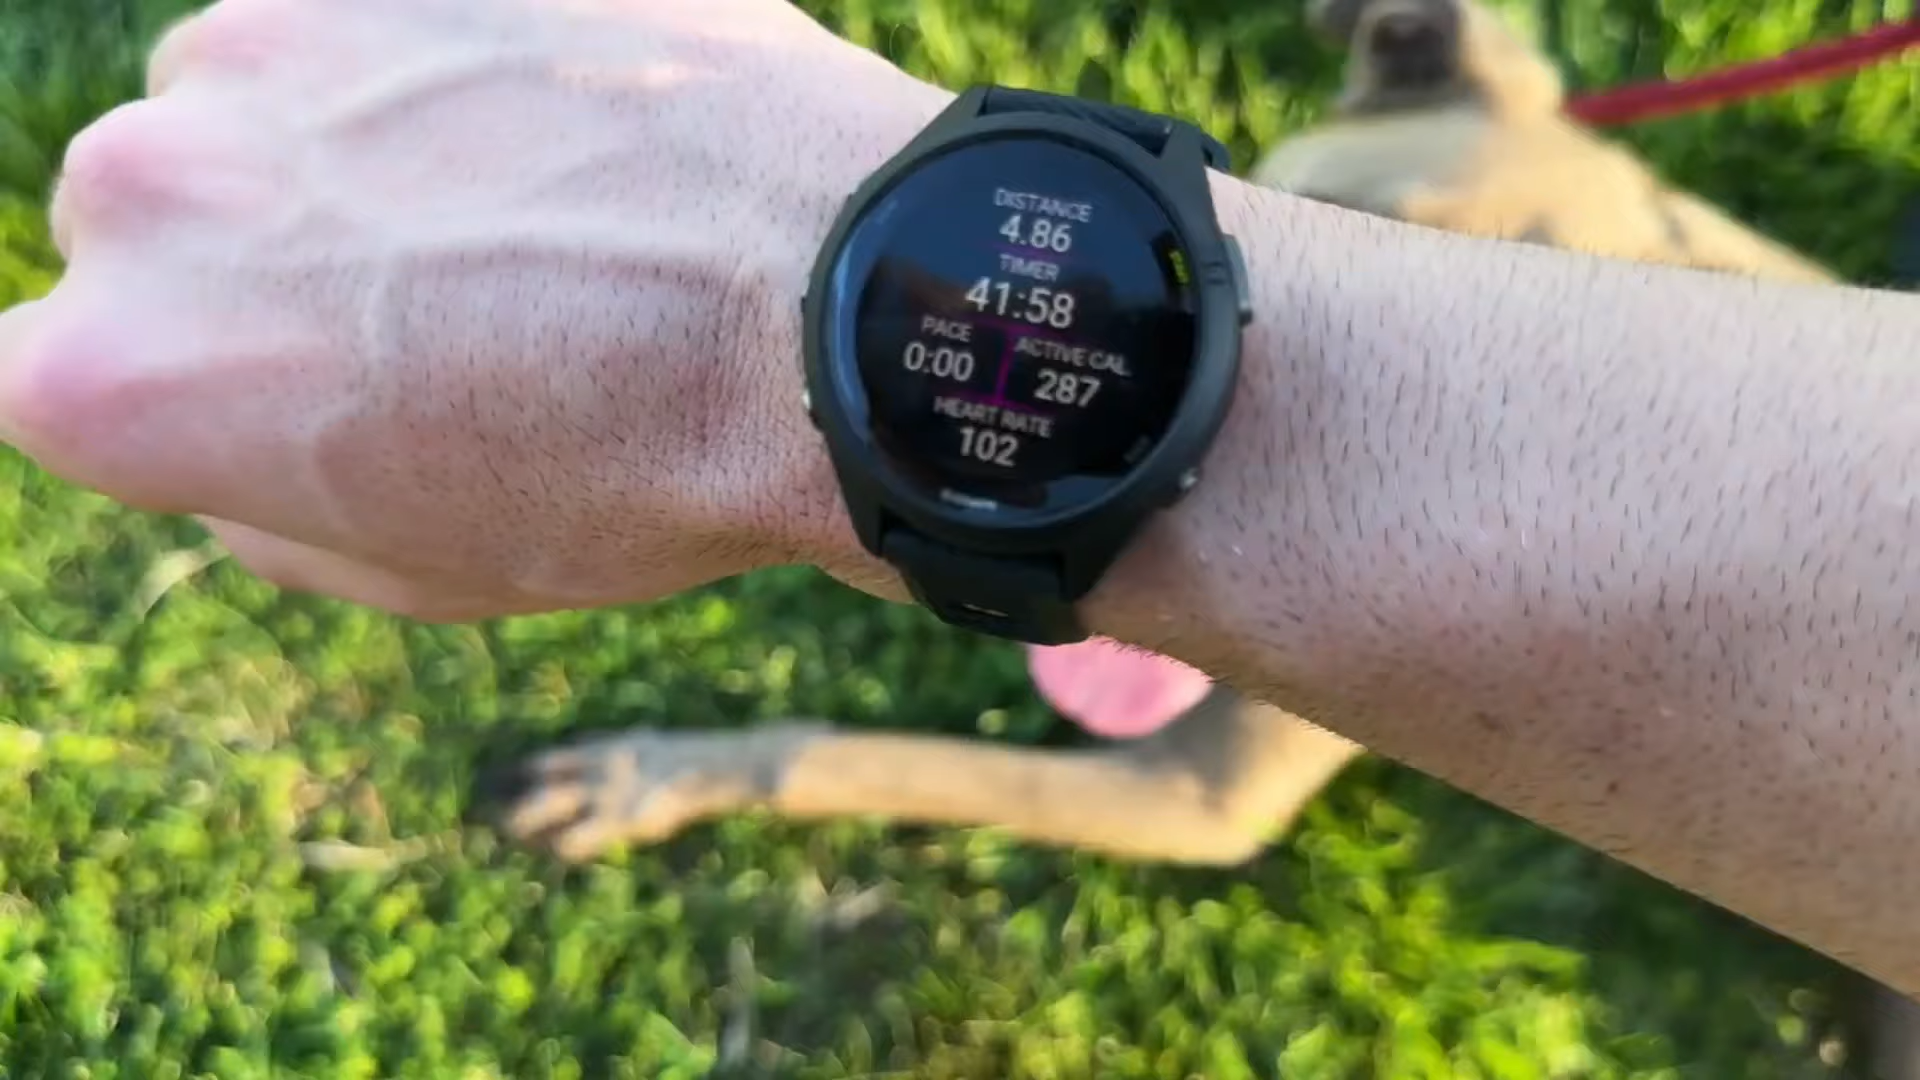 DISTANCE
4.86
TIMER
41:58
PACE
0:00
ACTIVE CAL.
287
HEART RATE
102